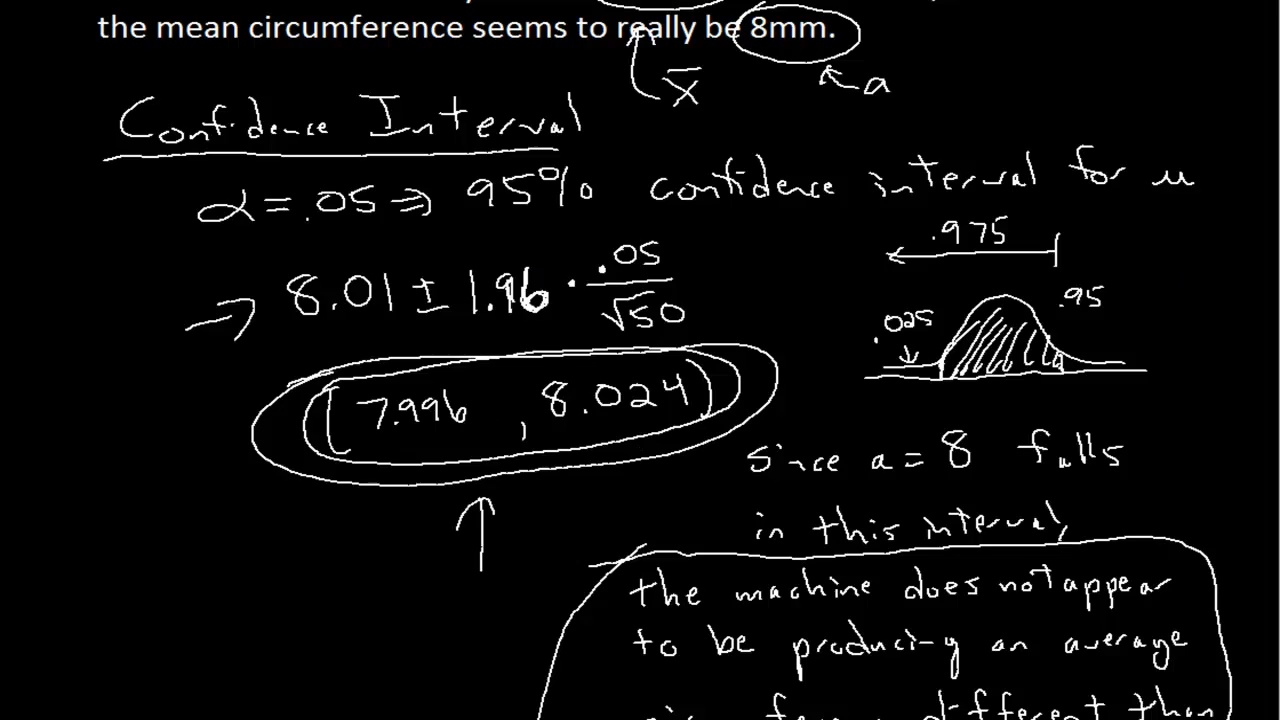 the mean circumference seems to really be 8mm.
x̄
a
Confidence Interval
α = .05 ⇒ 95% confidence interval for μ
.975
→ 8.01 ± 1.96 · .05/√50
.95
.025
(7.996, 8.024)
since a = 8 falls
in this interval,
the machine does not appear
to be producing an average
different than